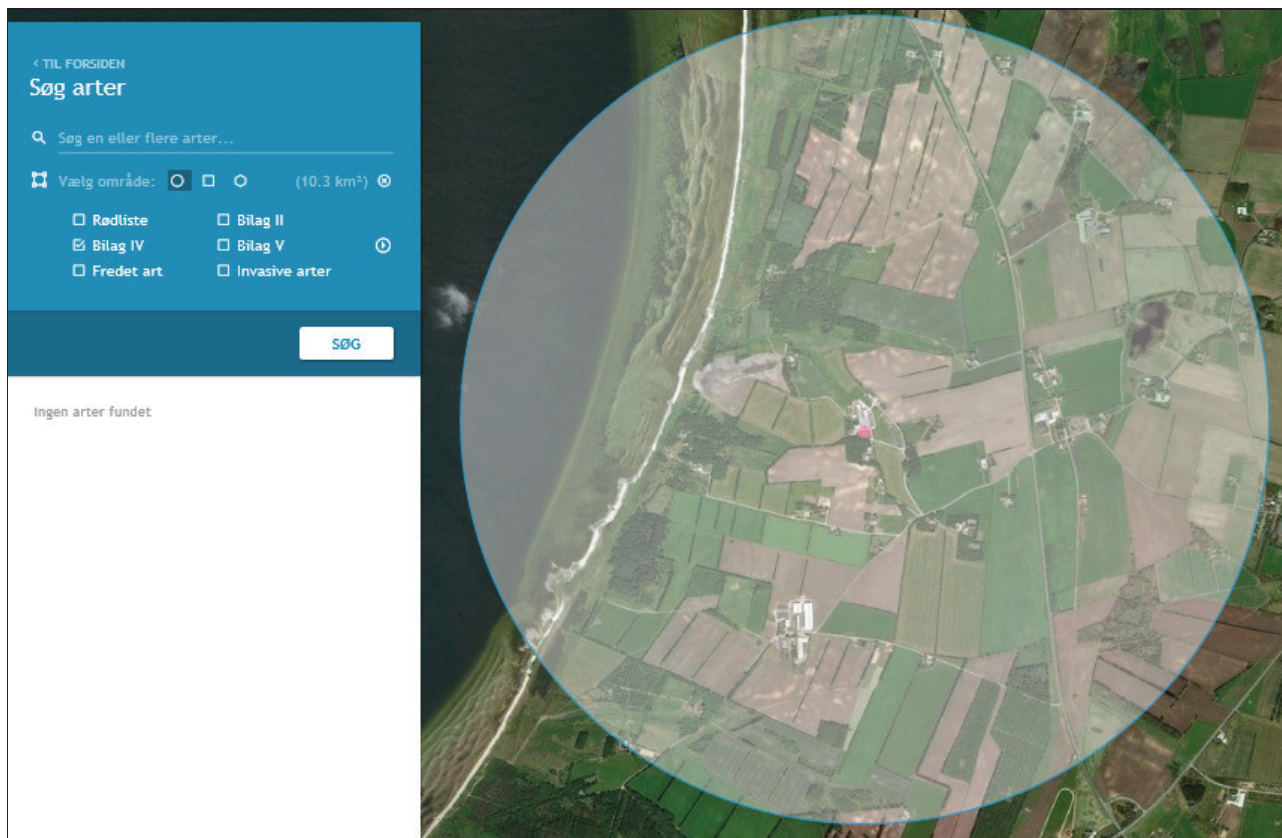 ‹ TIL FORSIDEN
Søg arter
Søg en eller flere arter...
Vælg område: (10.3 km²)
Rødliste Bilag II
Bilag IV Bilag V
Fredet art Invasive arter
SØG
Ingen arter fundet